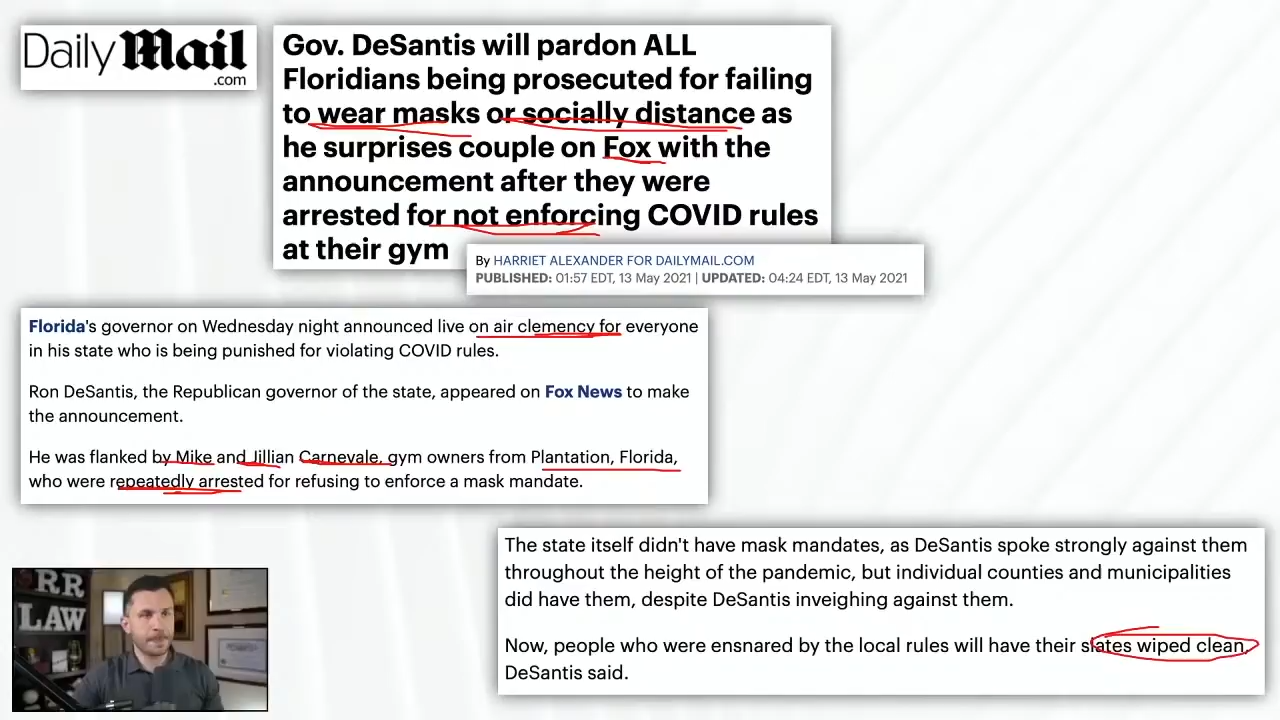 Daily Mail
.com
Gov. DeSantis will pardon ALL
Floridians being prosecuted for failing
to wear masks or socially distance as
he surprises couple on Fox with the
announcement after they were
arrested for not enforcing COVID rules
at their gym
By HARRIET ALEXANDER FOR DAILYMAIL.COM
PUBLISHED: 01:57 EDT, 13 May 2021 | UPDATED: 04:24 EDT, 13 May 2021
Florida's governor on Wednesday night announced live on air clemency for everyone
in his state who is being punished for violating COVID rules.
Ron DeSantis, the Republican governor of the state, appeared on Fox News to make
the announcement.
He was flanked by Mike and Jillian Carnevale, gym owners from Plantation, Florida,
who were repeatedly arrested for refusing to enforce a mask mandate.
The state itself didn't have mask mandates, as DeSantis spoke strongly against them
throughout the height of the pandemic, but individual counties and municipalities
did have them, despite DeSantis inveighing against them.
Now, people who were ensnared by the local rules will have their slates wiped clean,
DeSantis said.
RR
LAW